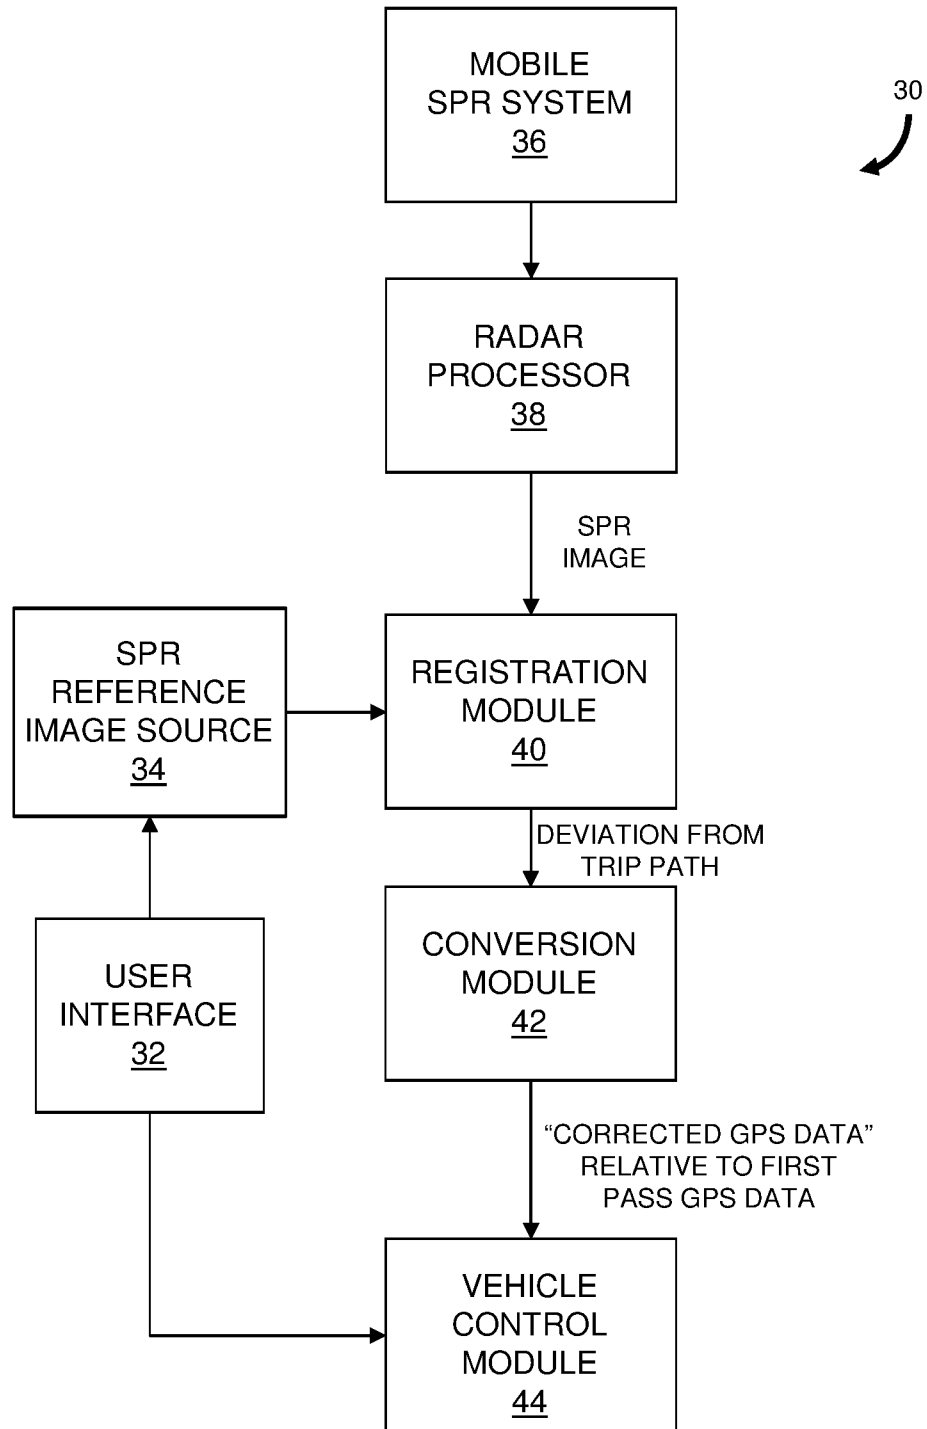 MOBILE
SPR SYSTEM
36
30
RADAR
PROCESSOR
38
SPR
IMAGE
SPR
REFERENCE
IMAGE SOURCE
34
REGISTRATION
MODULE
40
DEVIATION FROM
TRIP PATH
USER
INTERFACE
32
CONVERSION
MODULE
42
“CORRECTED GPS DATA”
RELATIVE TO FIRST
PASS GPS DATA
VEHICLE
CONTROL
MODULE
44